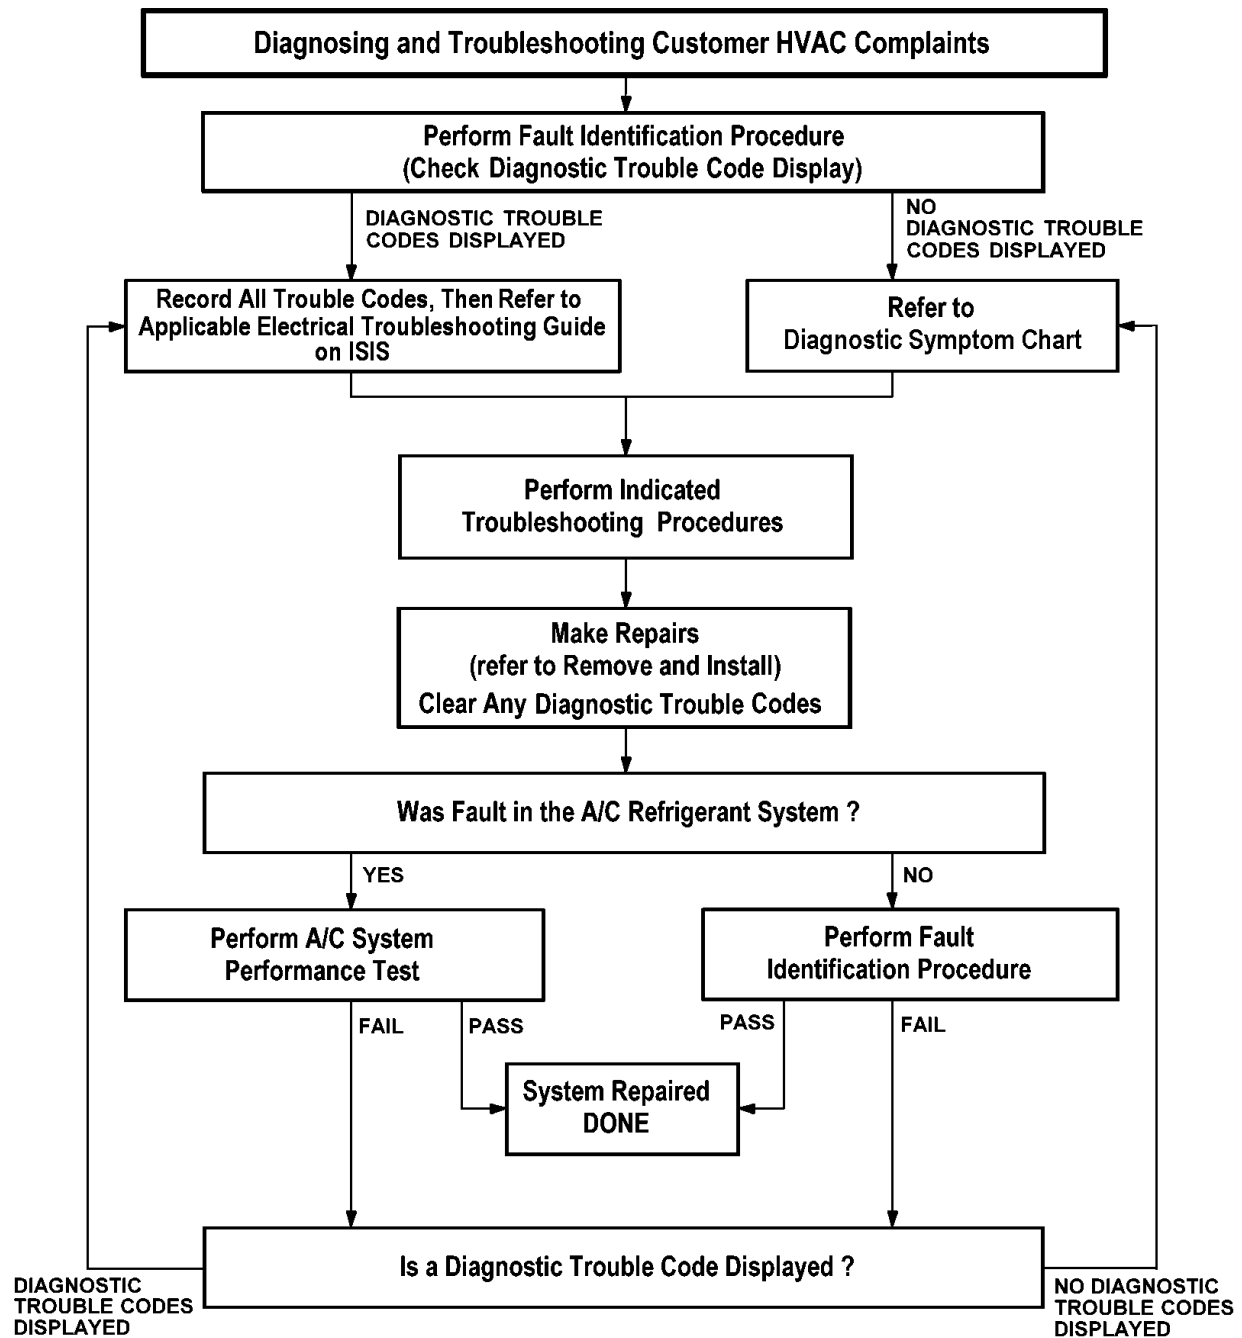 Diagnosing and Troubleshooting Customer HVAC Complaints
Perform Fault Identification Procedure
(Check Diagnostic Trouble Code Display)
DIAGNOSTIC TROUBLE
CODES DISPLAYED
NO
DIAGNOSTIC TROUBLE
CODES DISPLAYED
Record All Trouble Codes, Then Refer to
Applicable Electrical Troubleshooting Guide
on ISIS
Refer to
Diagnostic Symptom Chart
Perform Indicated
Troubleshooting Procedures
Make Repairs
(refer to Remove and Install)
Clear Any Diagnostic Trouble Codes
Was Fault in the A/C Refrigerant System ?
YES
NO
Perform A/C System
Performance Test
Perform Fault
Identification Procedure
FAIL
PASS
PASS
FAIL
System Repaired
DONE
Is a Diagnostic Trouble Code Displayed ?
DIAGNOSTIC
TROUBLE CODES
DISPLAYED
NO DIAGNOSTIC
TROUBLE CODES
DISPLAYED